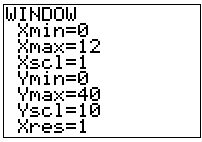 WINDOW
Xmin=0
Xmax=12
Xscl=1
Ymin=0
Ymax=40
Yscl=10
Xres=1